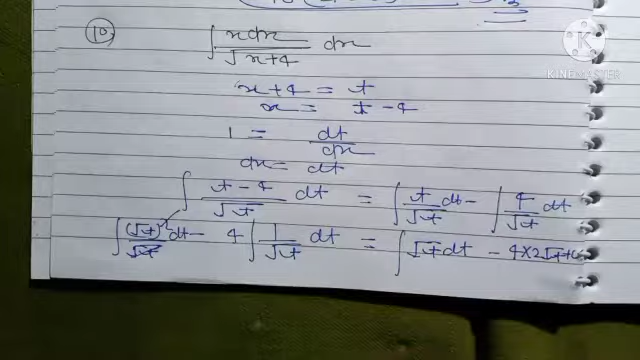 (10) ∫ x dx / √x+4 dx
KINEMASTER
x+4 = t
x = t - 4
1 = dt/dx
dx = dt
∫ t-4 / √t dt = ∫ t/√t dt - ∫ 4/√t dt
∫ (√t)²/√t dt - 4 ∫ 1/√t dt = ∫ √t dt - 4×2√t+c